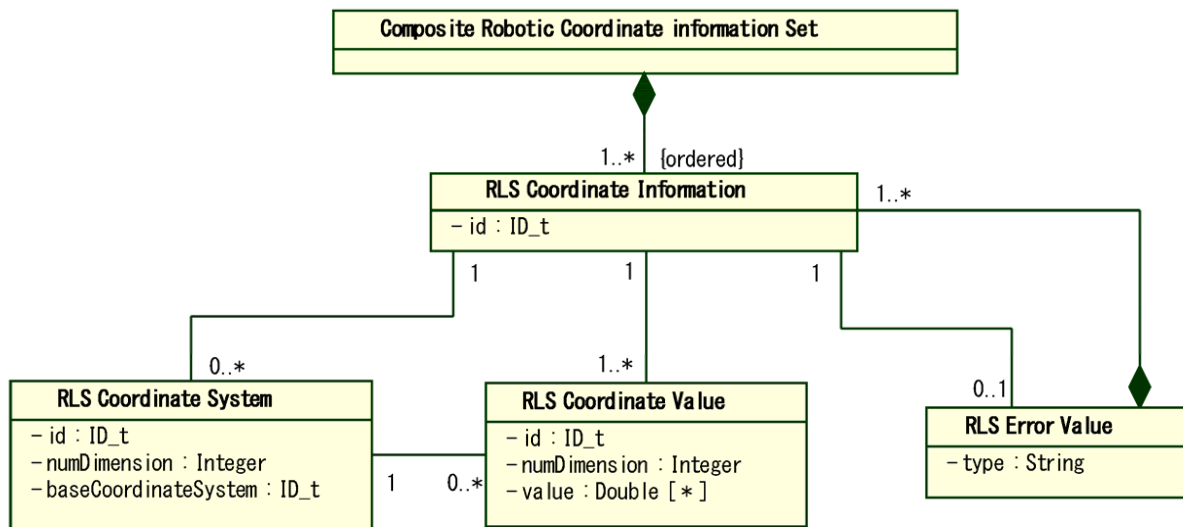 Composite Robotic Coordinate information Set
1..* {ordered}
RLS Coordinate Information
1..*
– id : ID_t
1
1
1
0..*
1..*
0..1
RLS Coordinate System
– id : ID_t
– numDimension : Integer
– baseCoordinateSystem : ID_t
1
0..*
RLS Coordinate Value
– id : ID_t
– numDimension : Integer
– value : Double [ * ]
RLS Error Value
– type : String